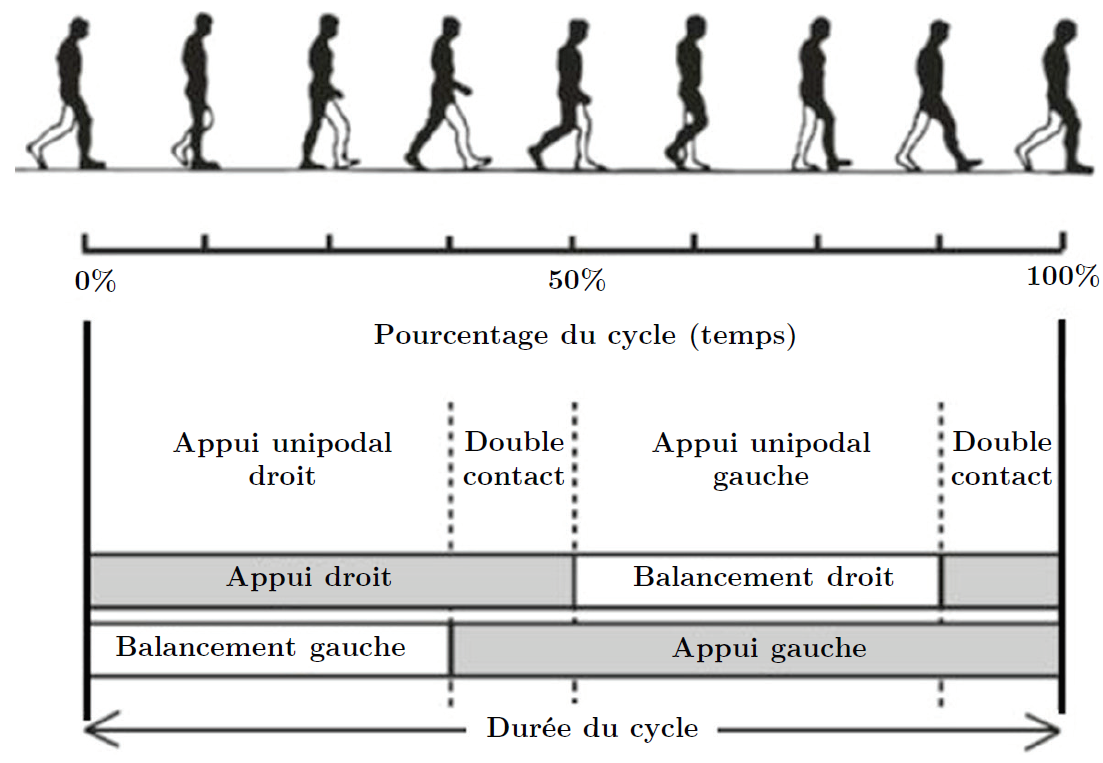 0%
50%
100%
Pourcentage du cycle (temps)
Appui unipodal
droit
Double
contact
Appui unipodal
gauche
Double
contact
Appui droit
Balancement droit
Balancement gauche
Appui gauche
Durée du cycle